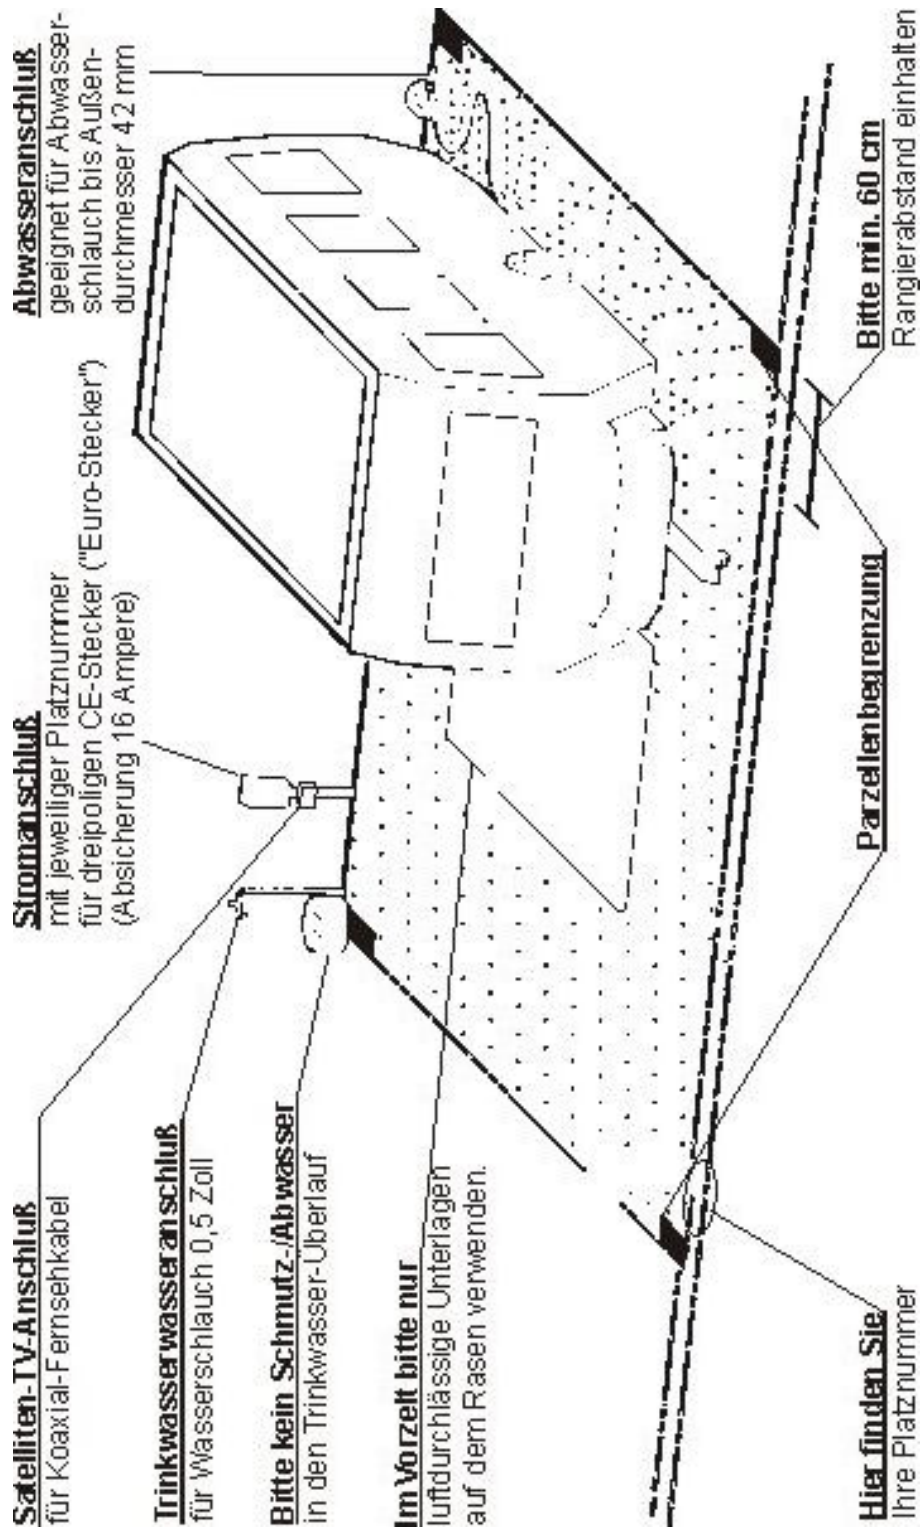 Satelliten-TV-Anschluß
für Koaxial-Fernsehkabel
Stromanschluß
mit jeweiliger Platznummer
für dreipoligen CE-Stecker ("Euro-Stecker")
(Absicherung 16 Ampere)
Abwasseranschluß
geeignet für Abwasser-
schlauch bis Außen-
durchmesser 42 mm
Trinkwasserwasseranschluß
für Wasserschlauch 0,5 Zoll
Bitte kein Schmutz-/Abwasser
in den Trinkwasser-Überlauf
Im Vorzelt bitte nur
luftdurchlässige Unterlagen
auf dem Rasen verwenden.
Hier finden Sie
Ihre Platznummer
Parzellenbegrenzung
Bitte min. 60 cm
Rangierabstand einhalten